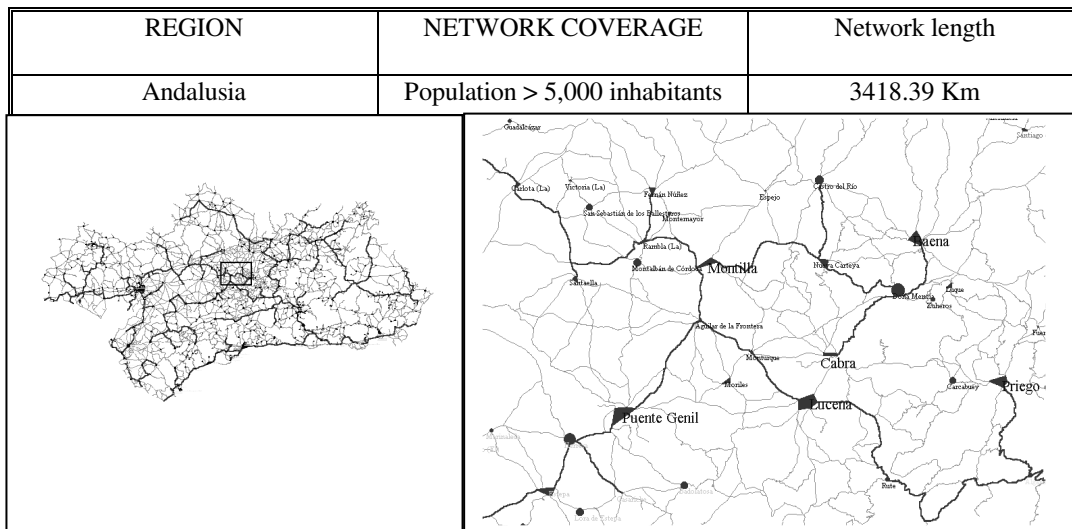 REGION NETWORK COVERAGE Network length
Andalusia Population > 5,000 inhabitants 3418.39 Km
Guadalcázar
Santiago
Carlota (La) Victoria (La) Fernán Núñez Espejo Castro del Río
San Sebastián de los Ballesteros
Montemayor
Rambla (La) Baena
Montalbán de Córdoba Montilla Nueva Carteya
Santaella Doña Mencía Luque
Zuheros
Aguilar de la Frontera
Monturque Cabra
Moriles Carcabuey Priego
Lucena
Puente Genil
Rute
Estepa
Lora de Estepa